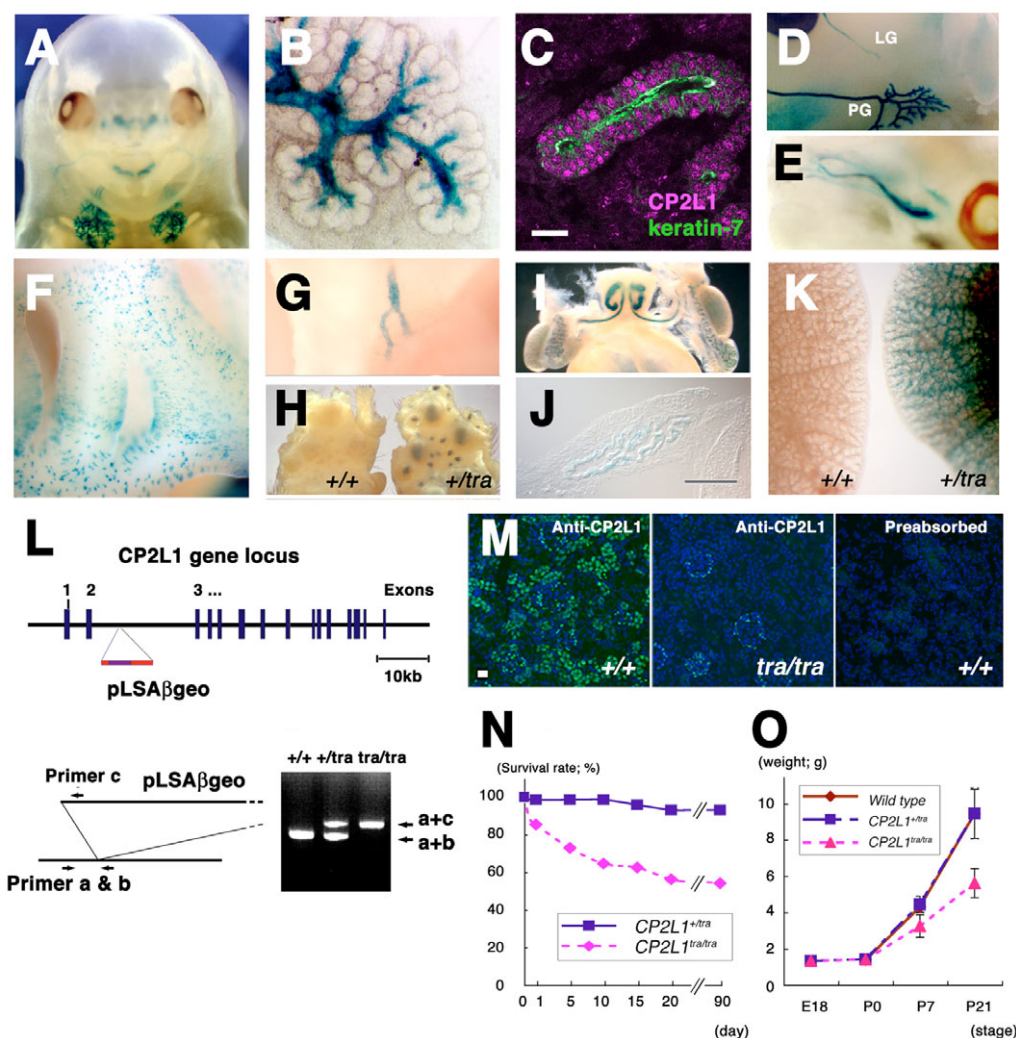 A
B
C
CP2L1
keratin-7
D
LG
PG
E
F
G
H
+/+
+/tra
I
J
K
+/+
+/tra
L
CP2L1 gene locus
1 2 3 ... Exons
10kb
pLSAβgeo
Primer c
pLSAβgeo
Primer a & b
+/+ +/tra tra/tra
a+c
a+b
M
Anti-CP2L1
+/+
Anti-CP2L1
tra/tra
Preabsorbed
+/+
N
(Survival rate; %)
100
80
60
40
20
0
0 1 5 10 15 20 90
(day)
CP2L1+/tra
CP2L1tra/tra
O
(weight; g)
10
8
6
4
2
0
E18 P0 P7 P21
(stage)
Wild type
CP2L1+/tra
CP2L1tra/tra